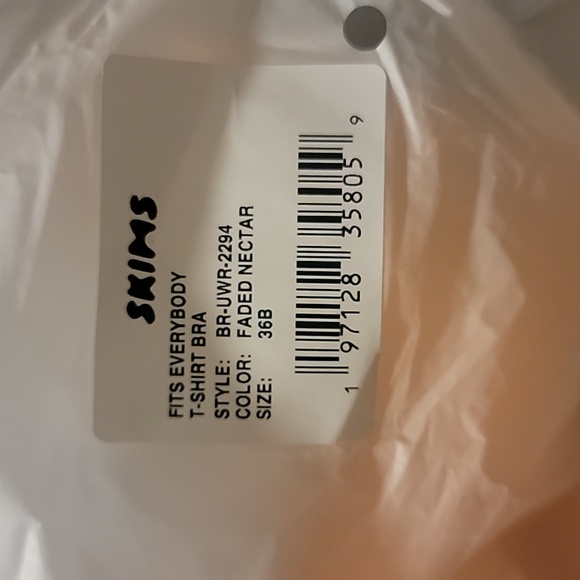 SKIMS
FITS EVERYBODY
T-SHIRT BRA
STYLE: BR-UWR-2294
COLOR: FADED NECTAR
SIZE: 36B
1 97128 35805 9